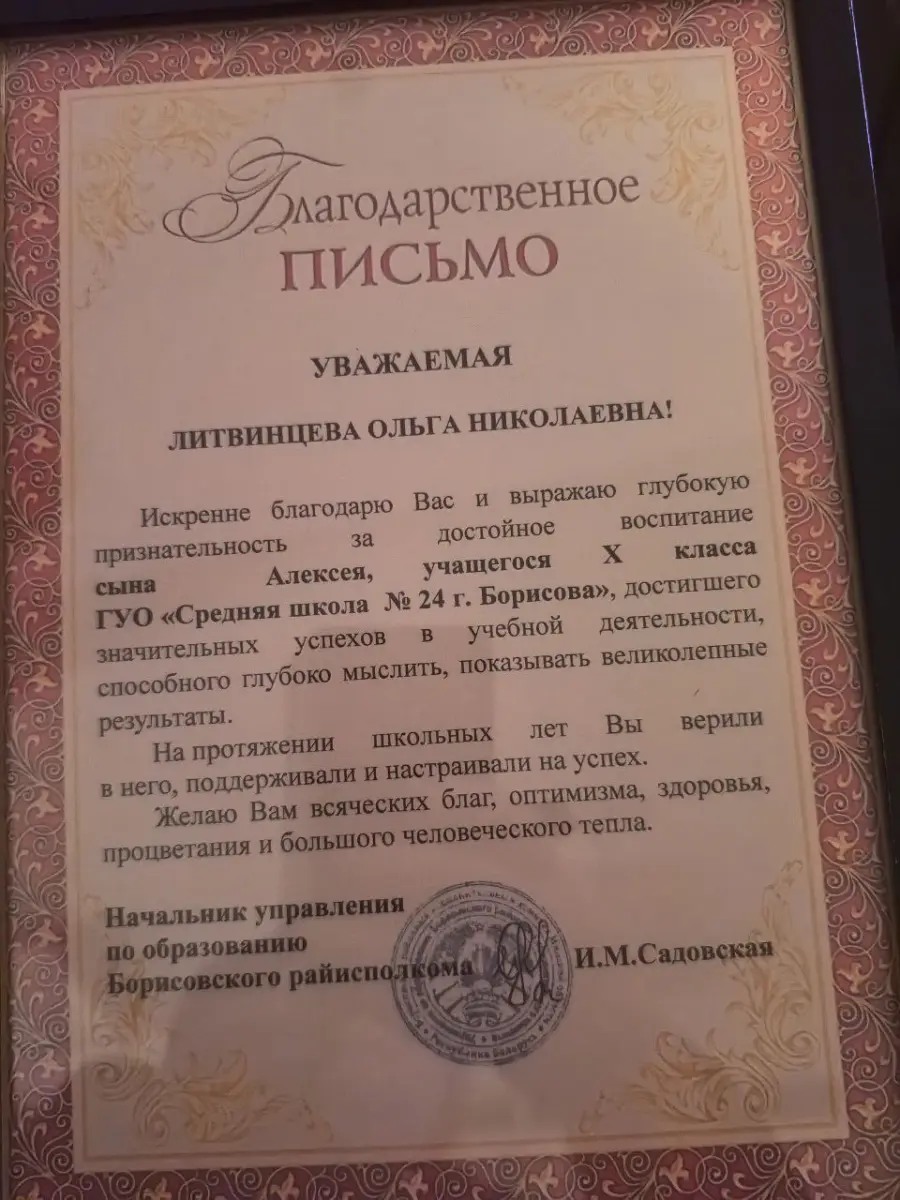 Благодарственное
ПИСЬМО
УВАЖАЕМАЯ
ЛИТВИНЦЕВА ОЛЬГА НИКОЛАЕВНА!
Искренне благодарю Вас и выражаю глубокую
признательность за достойное воспитание
сына Алексея, учащегося X класса
ГУО «Средняя школа № 24 г. Борисова», достигшего
значительных успехов в учебной деятельности,
способного глубоко мыслить, показывать великолепные
результаты.
На протяжении школьных лет Вы верили
в него, поддерживали и настраивали на успех.
Желаю Вам всяческих благ, оптимизма, здоровья,
процветания и большого человеческого тепла.
Начальник управления
по образованию
Борисовского райисполкома
И.М.Садовская
Республика Беларусь